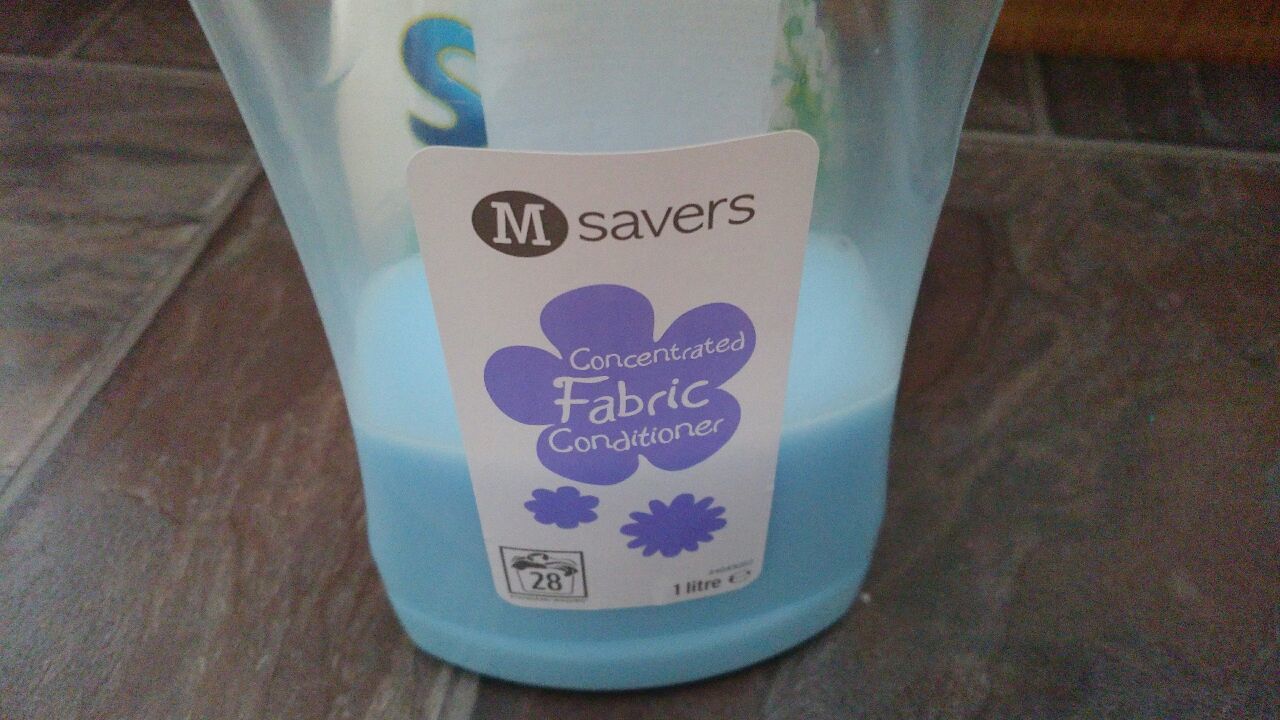 S
M savers
Concentrated
Fabric
Conditioner
28
1 litre ℮